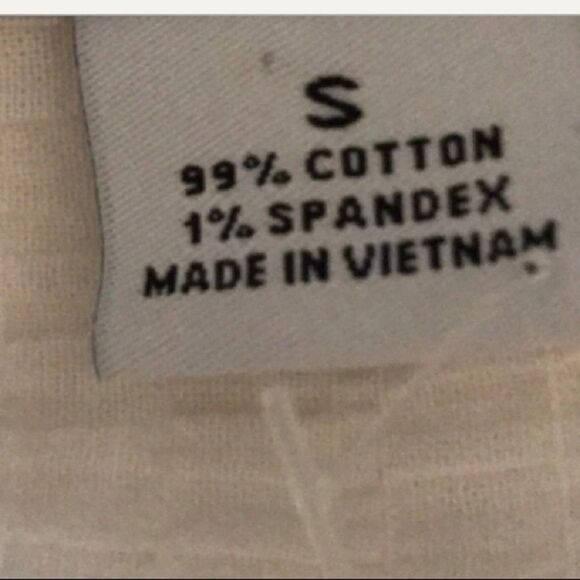 S
99% COTTON
1% SPANDEX
MADE IN VIETNAM